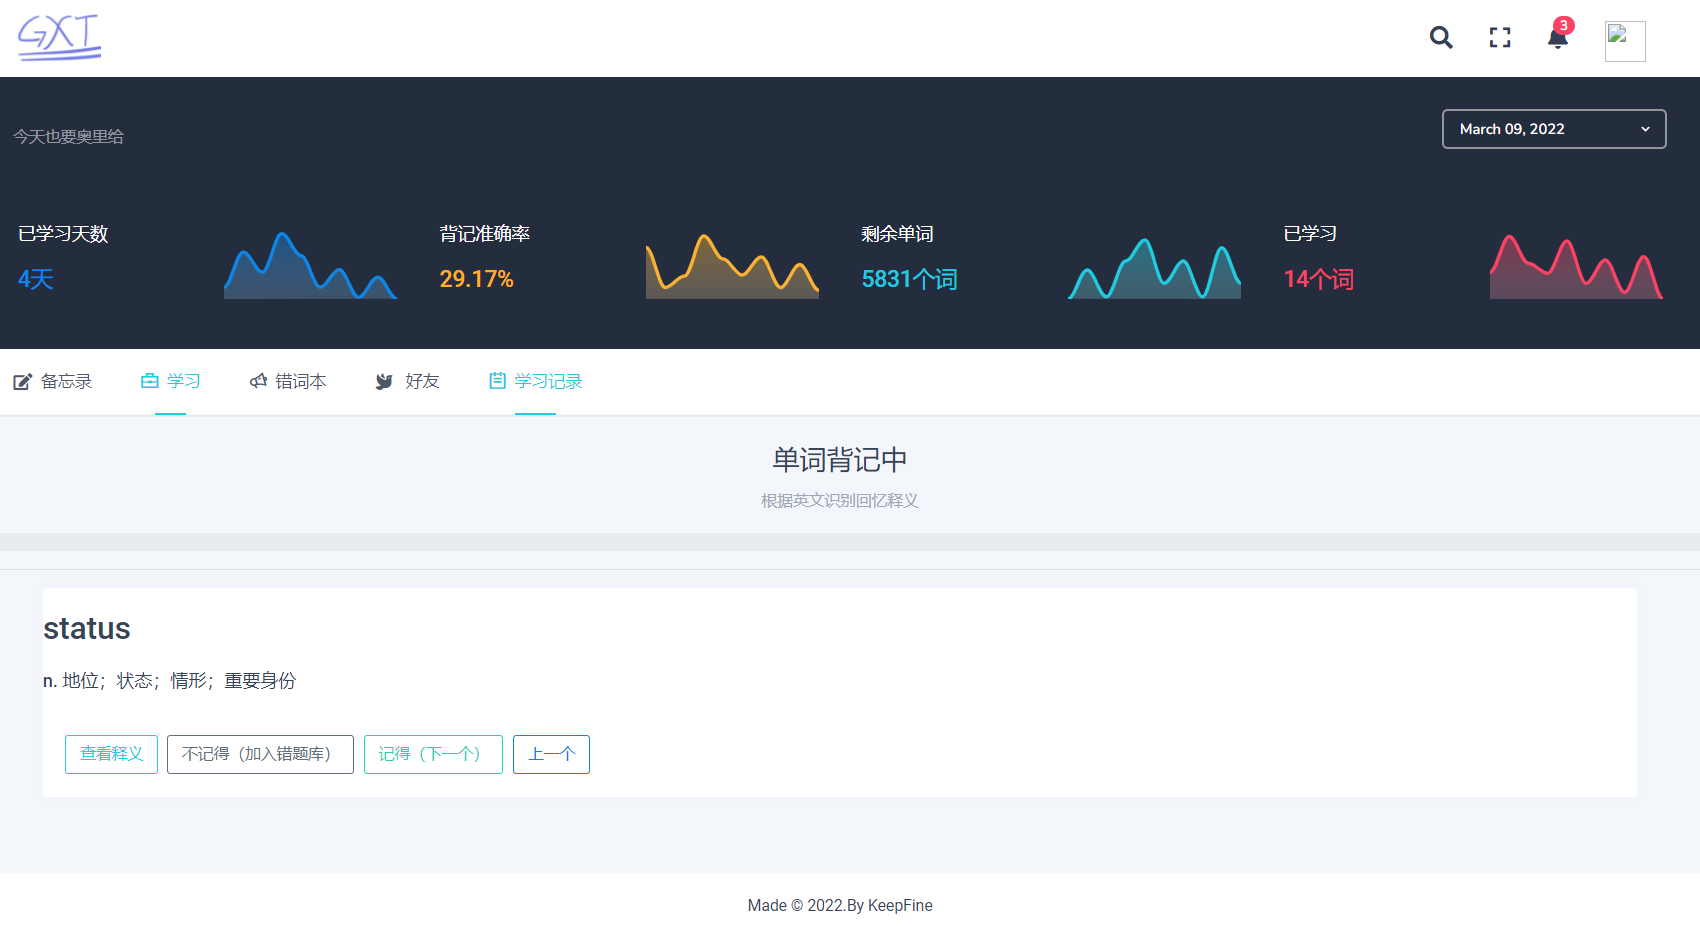 GXT
3
今天也要奥里给
March 09, 2022
已学习天数
4天
背记准确率
29.17%
剩余单词
5831个词
已学习
14个词
备忘录
学习
错词本
好友
学习记录
单词背记中
根据英文识别回忆释义
status
n. 地位；状态；情形；重要身份
查看释义
不记得（加入错题库）
记得（下一个）
上一个
Made © 2022.By KeepFine